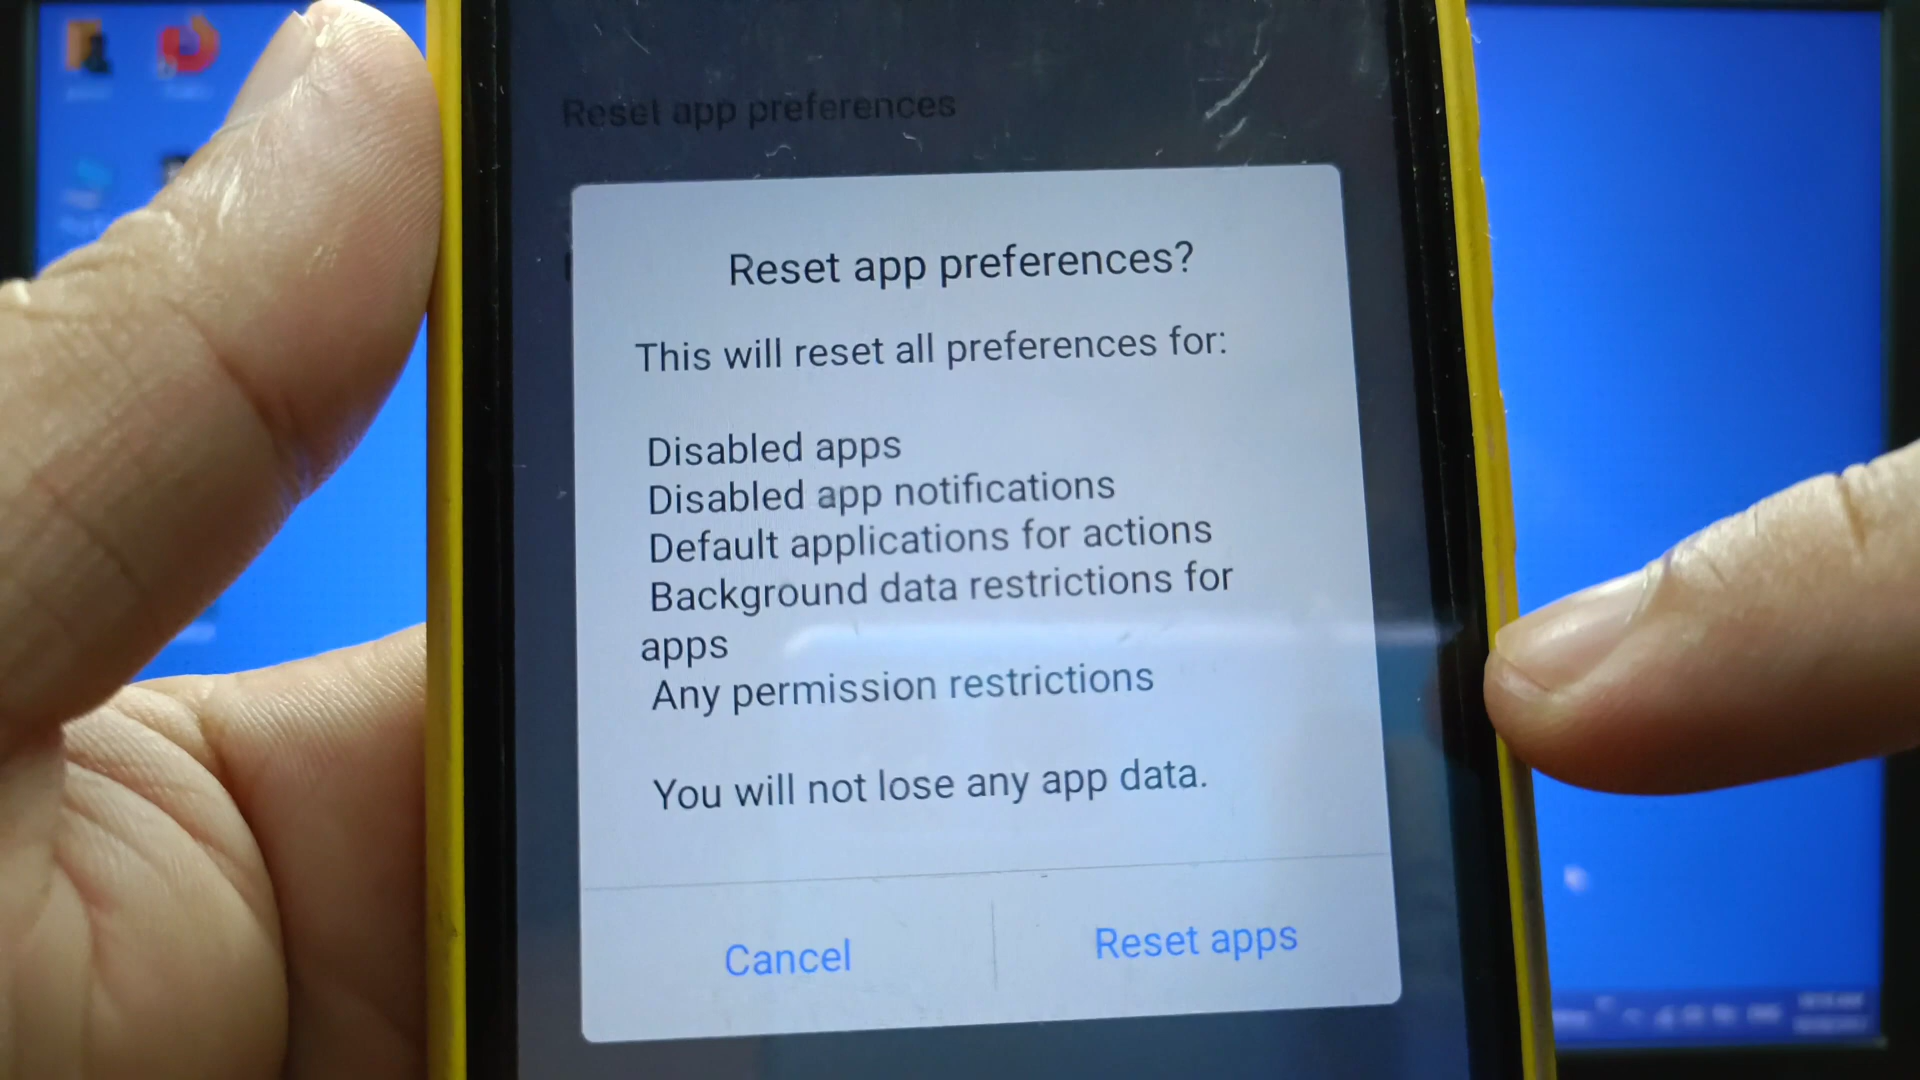 Reset app preferences
Reset app preferences?
This will reset all preferences for:
Disabled apps
Disabled app notifications
Default applications for actions
Background data restrictions for
apps
Any permission restrictions
You will not lose any app data.
Cancel
Reset apps